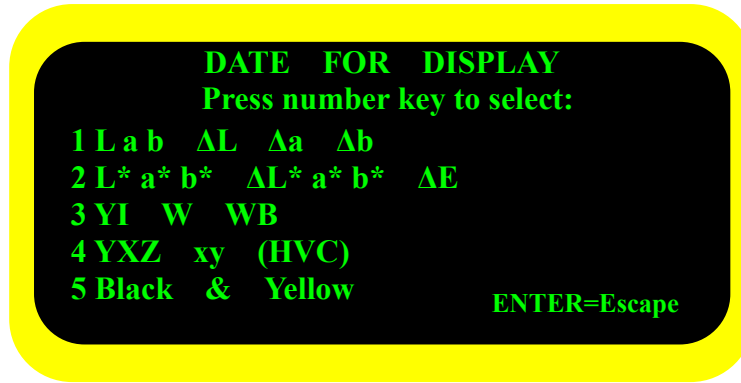 DATE FOR DISPLAY
Press number key to select:
1 L a b ΔL Δa Δb
2 L* a* b* ΔL* a* b* ΔE
3 YI W WB
4 YXZ xy (HVC)
5 Black & Yellow
ENTER=Escape